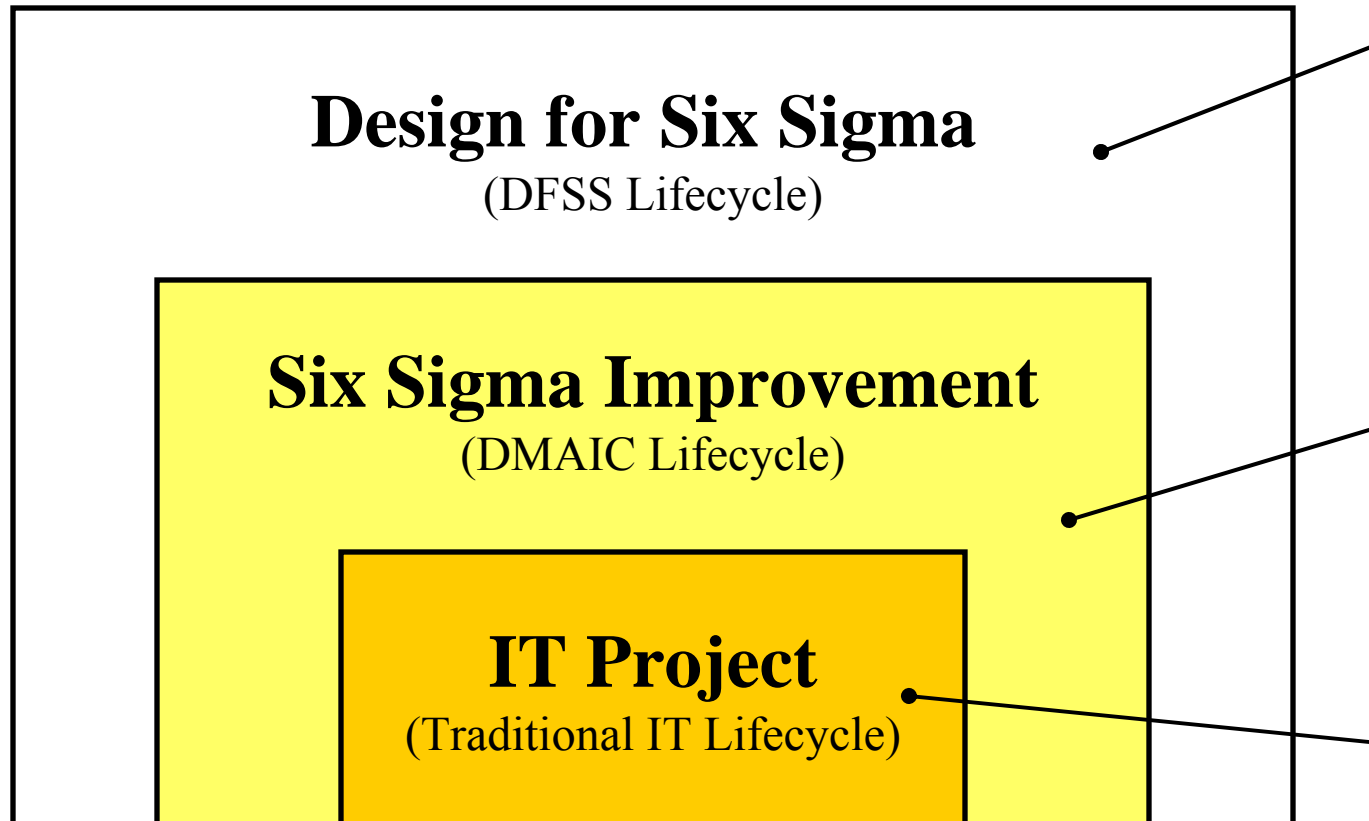 Design for Six Sigma
(DFSS Lifecycle)
Six Sigma Improvement
(DMAIC Lifecycle)
IT Project
(Traditional IT Lifecycle)